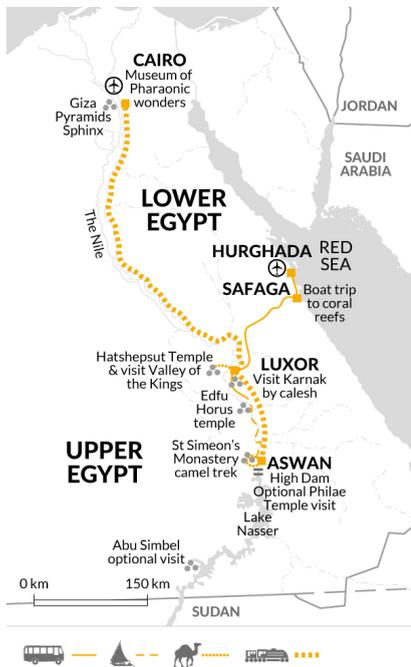 CAIRO
Museum of
Pharaonic
wonders
Giza
Pyramids
Sphinx
JORDAN
SAUDI
ARABIA
LOWER
EGYPT
The Nile
HURGHADA
RED
SEA
SAFAGA
Boat trip
to coral
reefs
Hatshepsut Temple
& visit Valley of
the Kings
LUXOR
Visit Karnak
by calesh
Edfu
Horus
temple
UPPER
EGYPT
St Simeon's
Monastery
camel trek
ASWAN
High Dam
Optional Philae
Temple visit
Lake
Nasser
Abu Simbel
optional visit
0 km
150 km
SUDAN